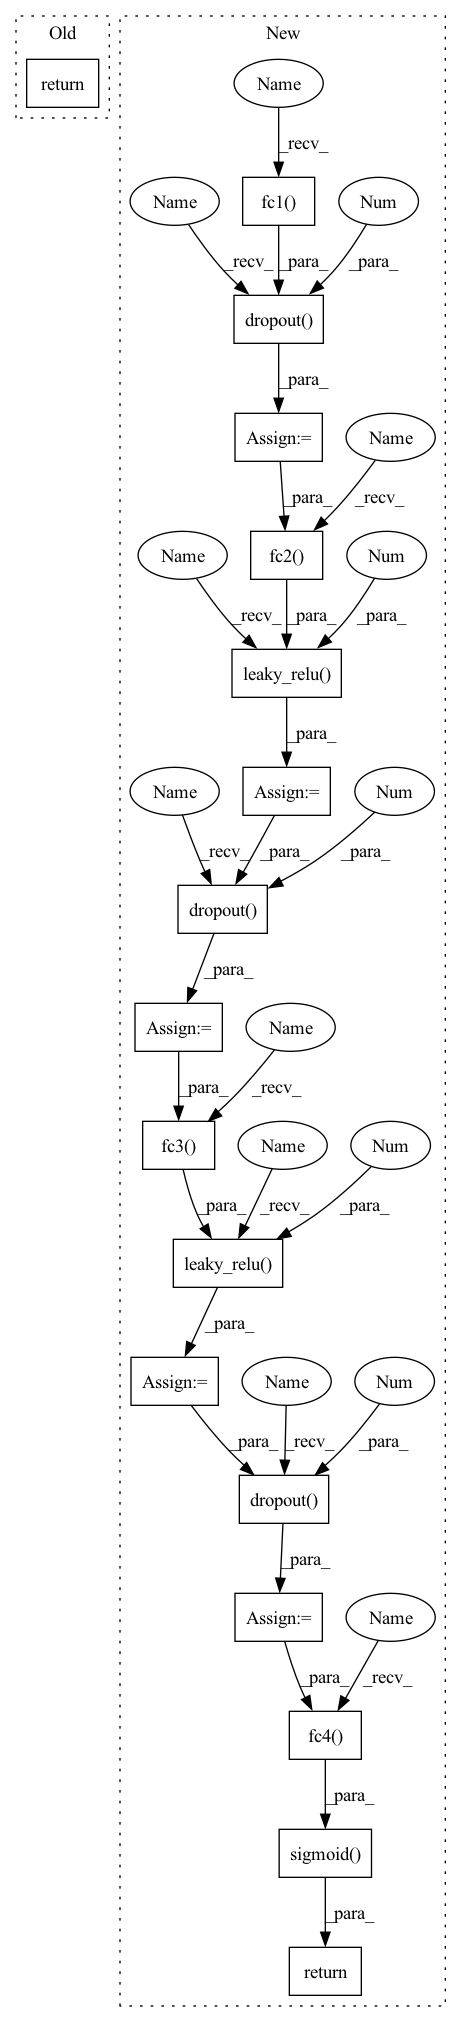 Old
New
return
Name
_recv_
fc1()
Name
Num
_recv_
_para_
_para_
dropout()
_para_
Assign:=
Name
_para_
_recv_
Name
fc2()
Num
_recv_
_para_
_para_
leaky_relu()
_para_
Name
Assign:=
Num
_recv_
_para_
_para_
dropout()
_para_
Assign:=
Name
_para_
_recv_
fc3()
Name
Num
_para_
_recv_
_para_
leaky_relu()
_para_
Assign:=
Name
Num
_para_
_recv_
_para_
dropout()
_para_
Assign:=
Name
_para_
_recv_
fc4()
_para_
sigmoid()
_para_
return